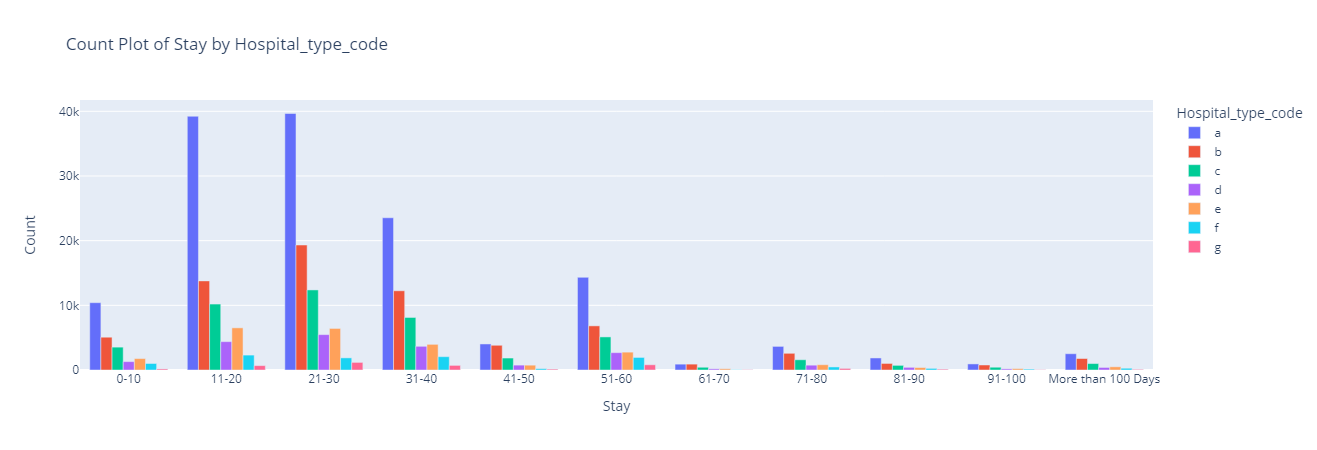 Count Plot of Stay by Hospital_type_code
Hospital_type_code
a
b
c
d
e
f
g
Count
40k
30k
20k
10k
0
0-10
11-20
21-30
31-40
41-50
51-60
61-70
71-80
81-90
91-100
More than 100 Days
Stay